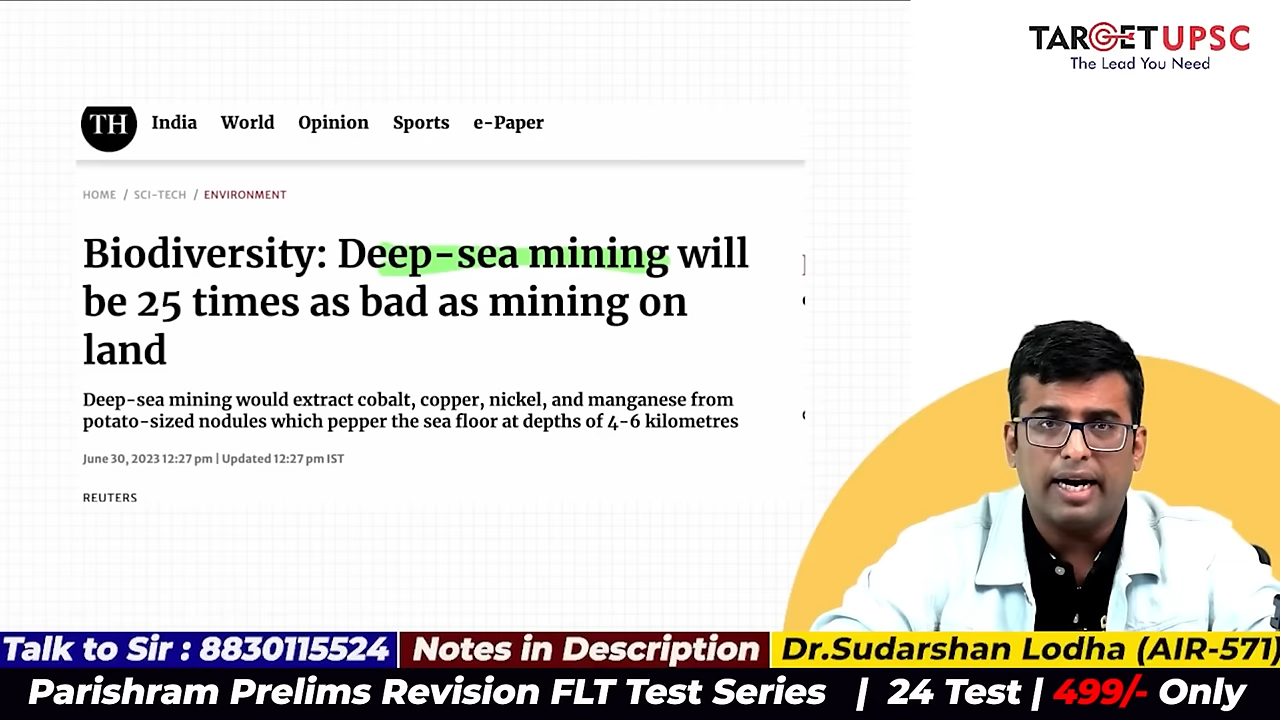 TARGET UPSC
The Lead You Need
TH India World Opinion Sports e-Paper
HOME / SCI-TECH / ENVIRONMENT
Biodiversity: Deep-sea mining will
be 25 times as bad as mining on
land
Deep-sea mining would extract cobalt, copper, nickel, and manganese from
potato-sized nodules which pepper the sea floor at depths of 4-6 kilometres
June 30, 2023 12:27 pm | Updated 12:27 pm IST
REUTERS
Talk to Sir : 8830115524 Notes in Description Dr.Sudarshan Lodha (AIR-571)
Parishram Prelims Revision FLT Test Series | 24 Test | 499/- Only